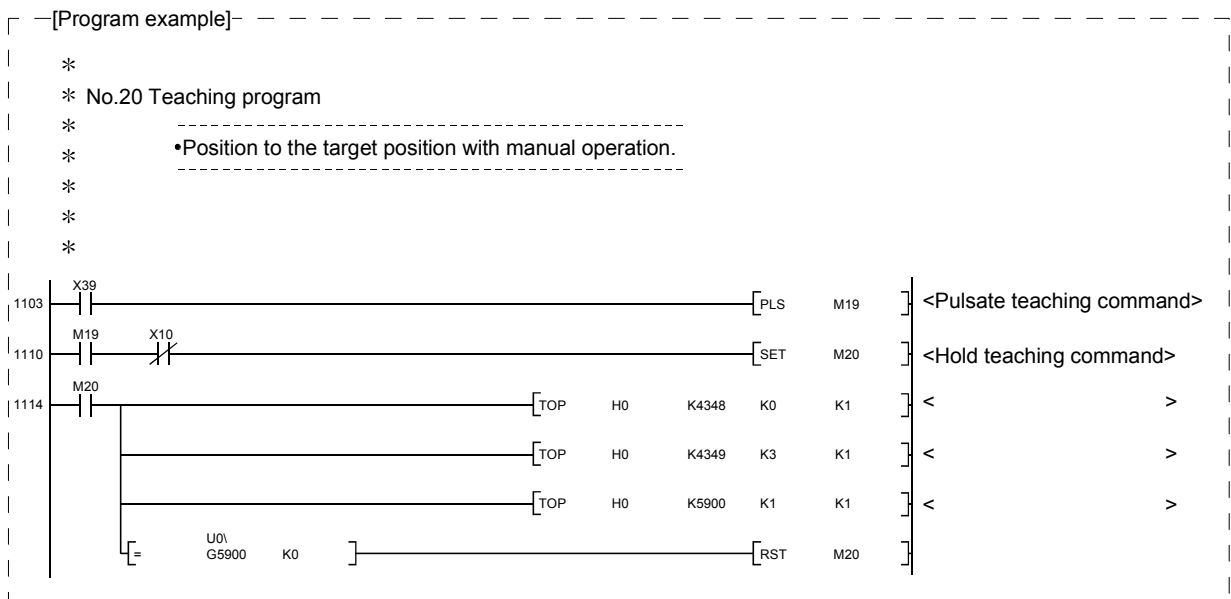 [Program example]
*
* No.20 Teaching program
*
* •Position to the target position with manual operation.
*
*
*
X39
1103 PLS M19 <Pulsate teaching command>
M19 X10
1110 SET M20 <Hold teaching command>
M20
1114 TOP H0 K4348 K0 K1 < >
TOP H0 K4349 K3 K1 < >
TOP H0 K5900 K1 K1 < >
U0\
= G5900 K0 RST M20